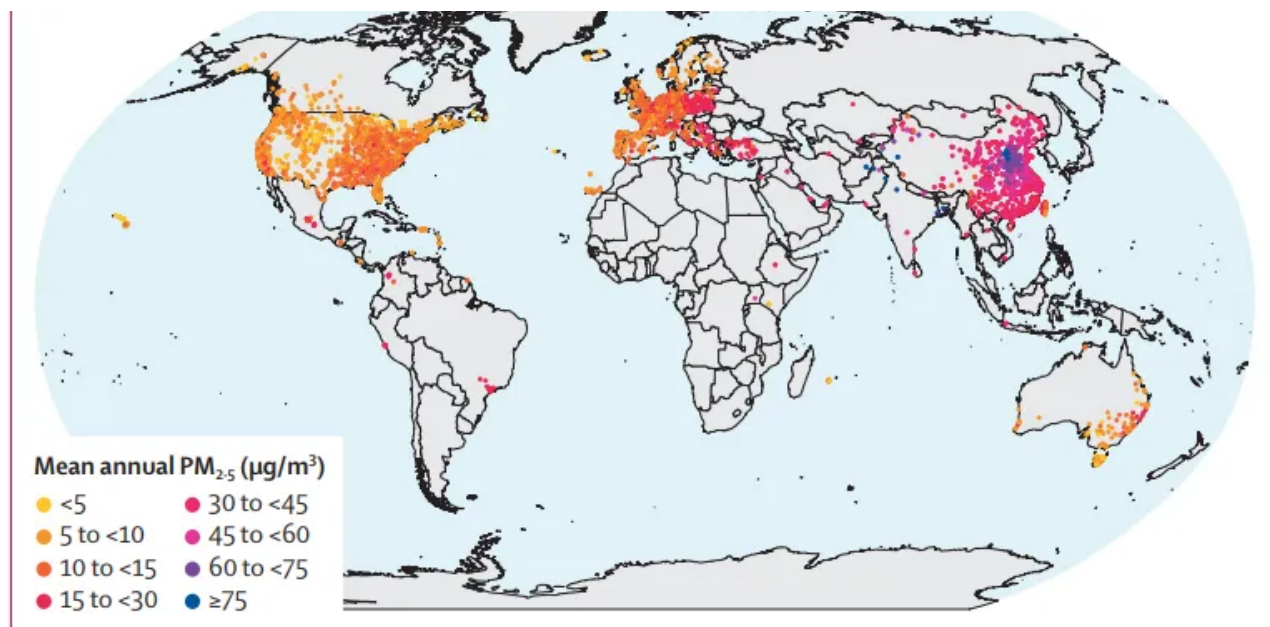 Mean annual PM₂·₅ (µg/m³)
<5 30 to <45
5 to <10 45 to <60
10 to <15 60 to <75
15 to <30 ≥75